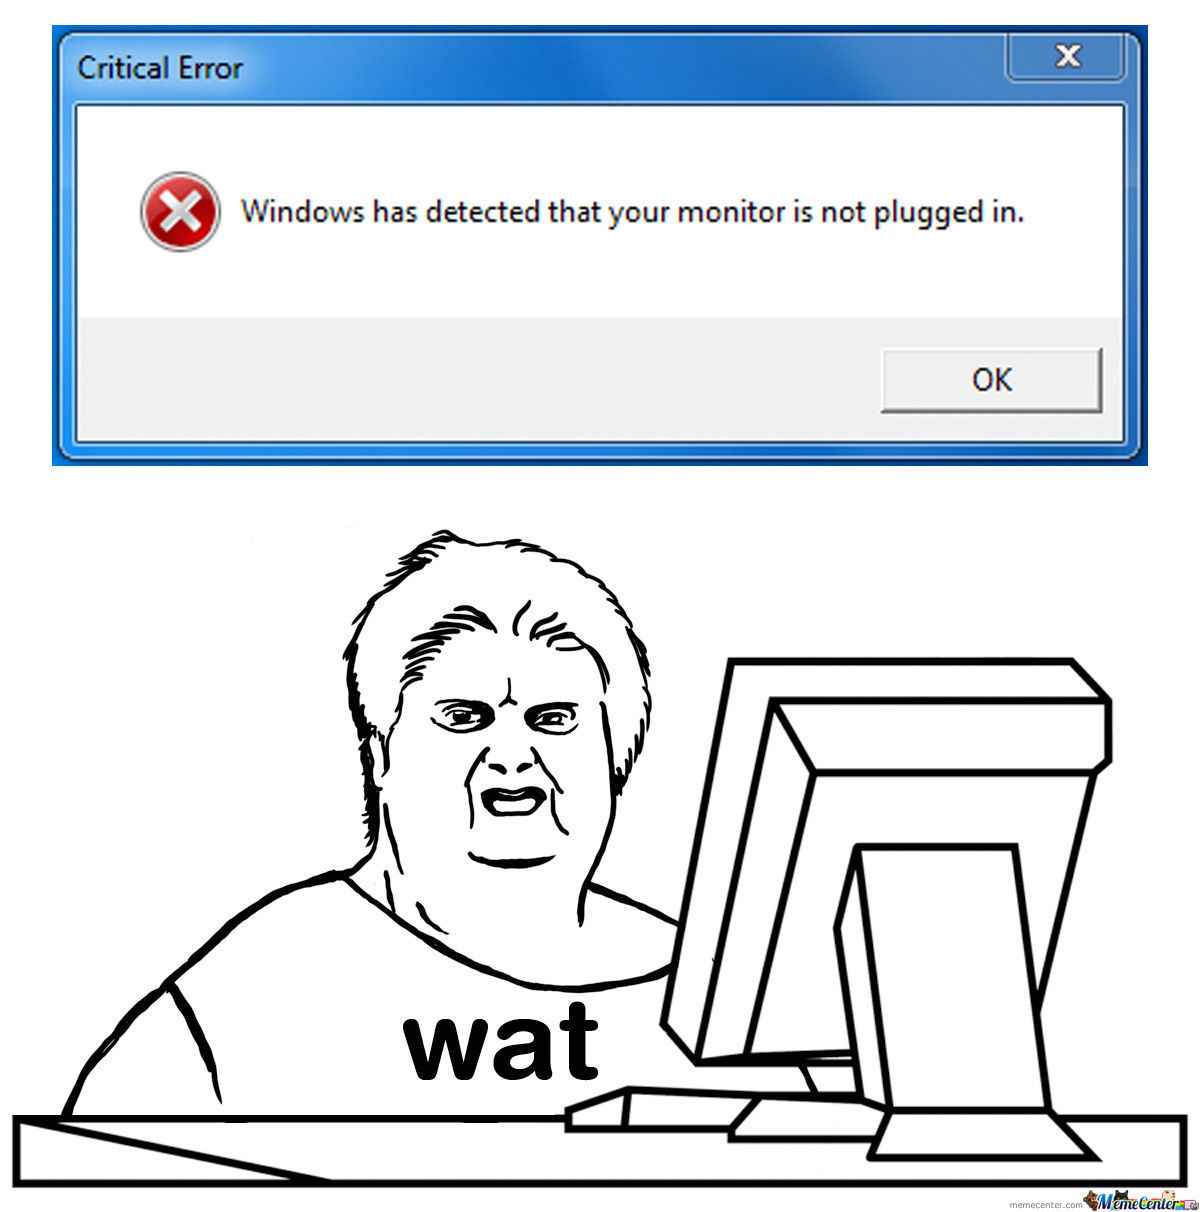 Critical Error
x
Windows has detected that your monitor is not plugged in.
OK
wat
memecenter.com MemeCenter